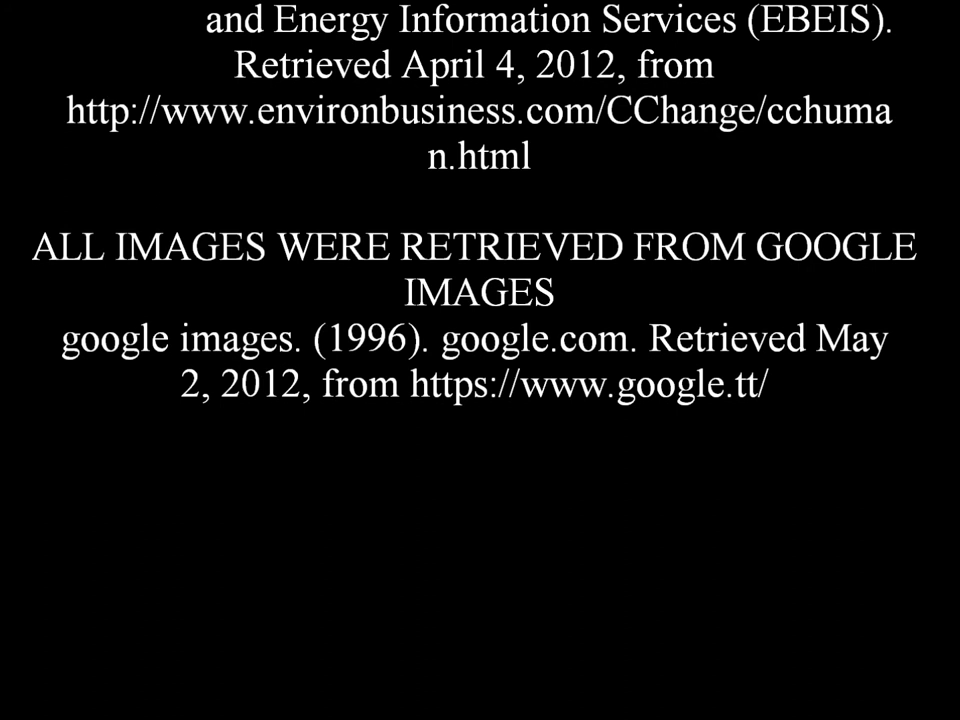 and Energy Information Services (EBEIS).
Retrieved April 4, 2012, from
http://www.environbusiness.com/CChange/cchuma
n.html
ALL IMAGES WERE RETRIEVED FROM GOOGLE
IMAGES
google images. (1996). google.com. Retrieved May
2, 2012, from https://www.google.tt/